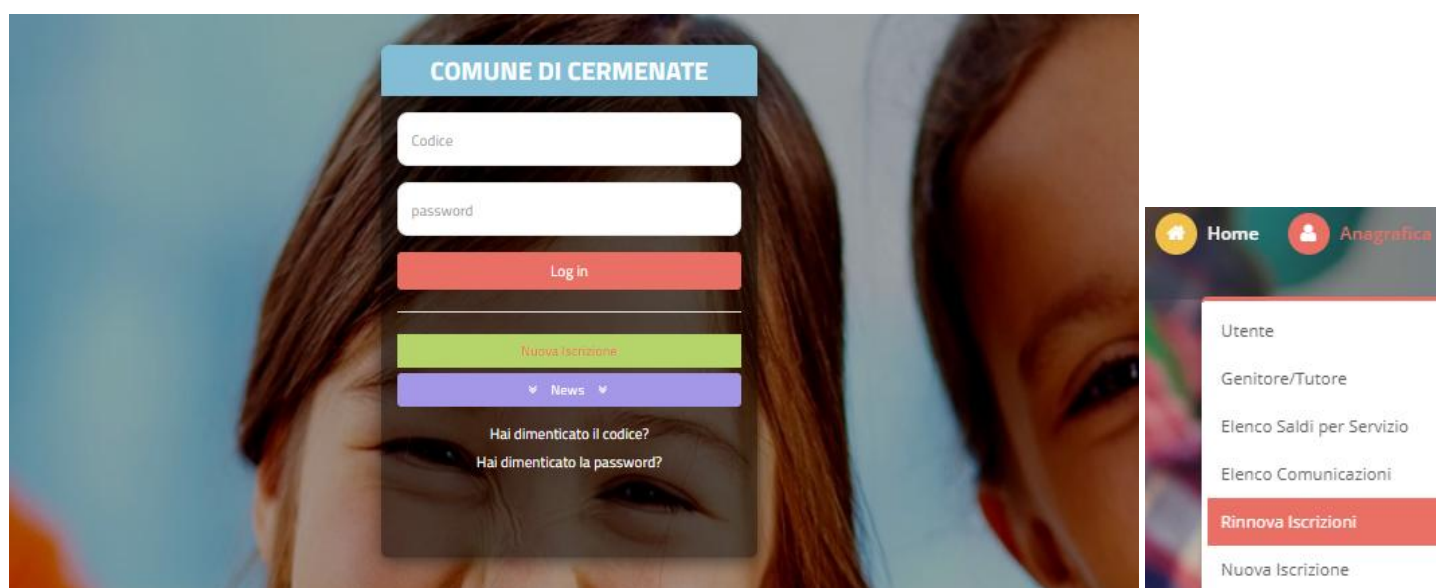 COMUNE DI CERMENATE
Codice
password
Log in
Nuova Iscrizione
News
Hai dimenticato il codice?
Hai dimenticato la password?
Home Anagrafica
Utente
Genitore/Tutore
Elenco Saldi per Servizio
Elenco Comunicazioni
Rinnova Iscrizioni
Nuova Iscrizione